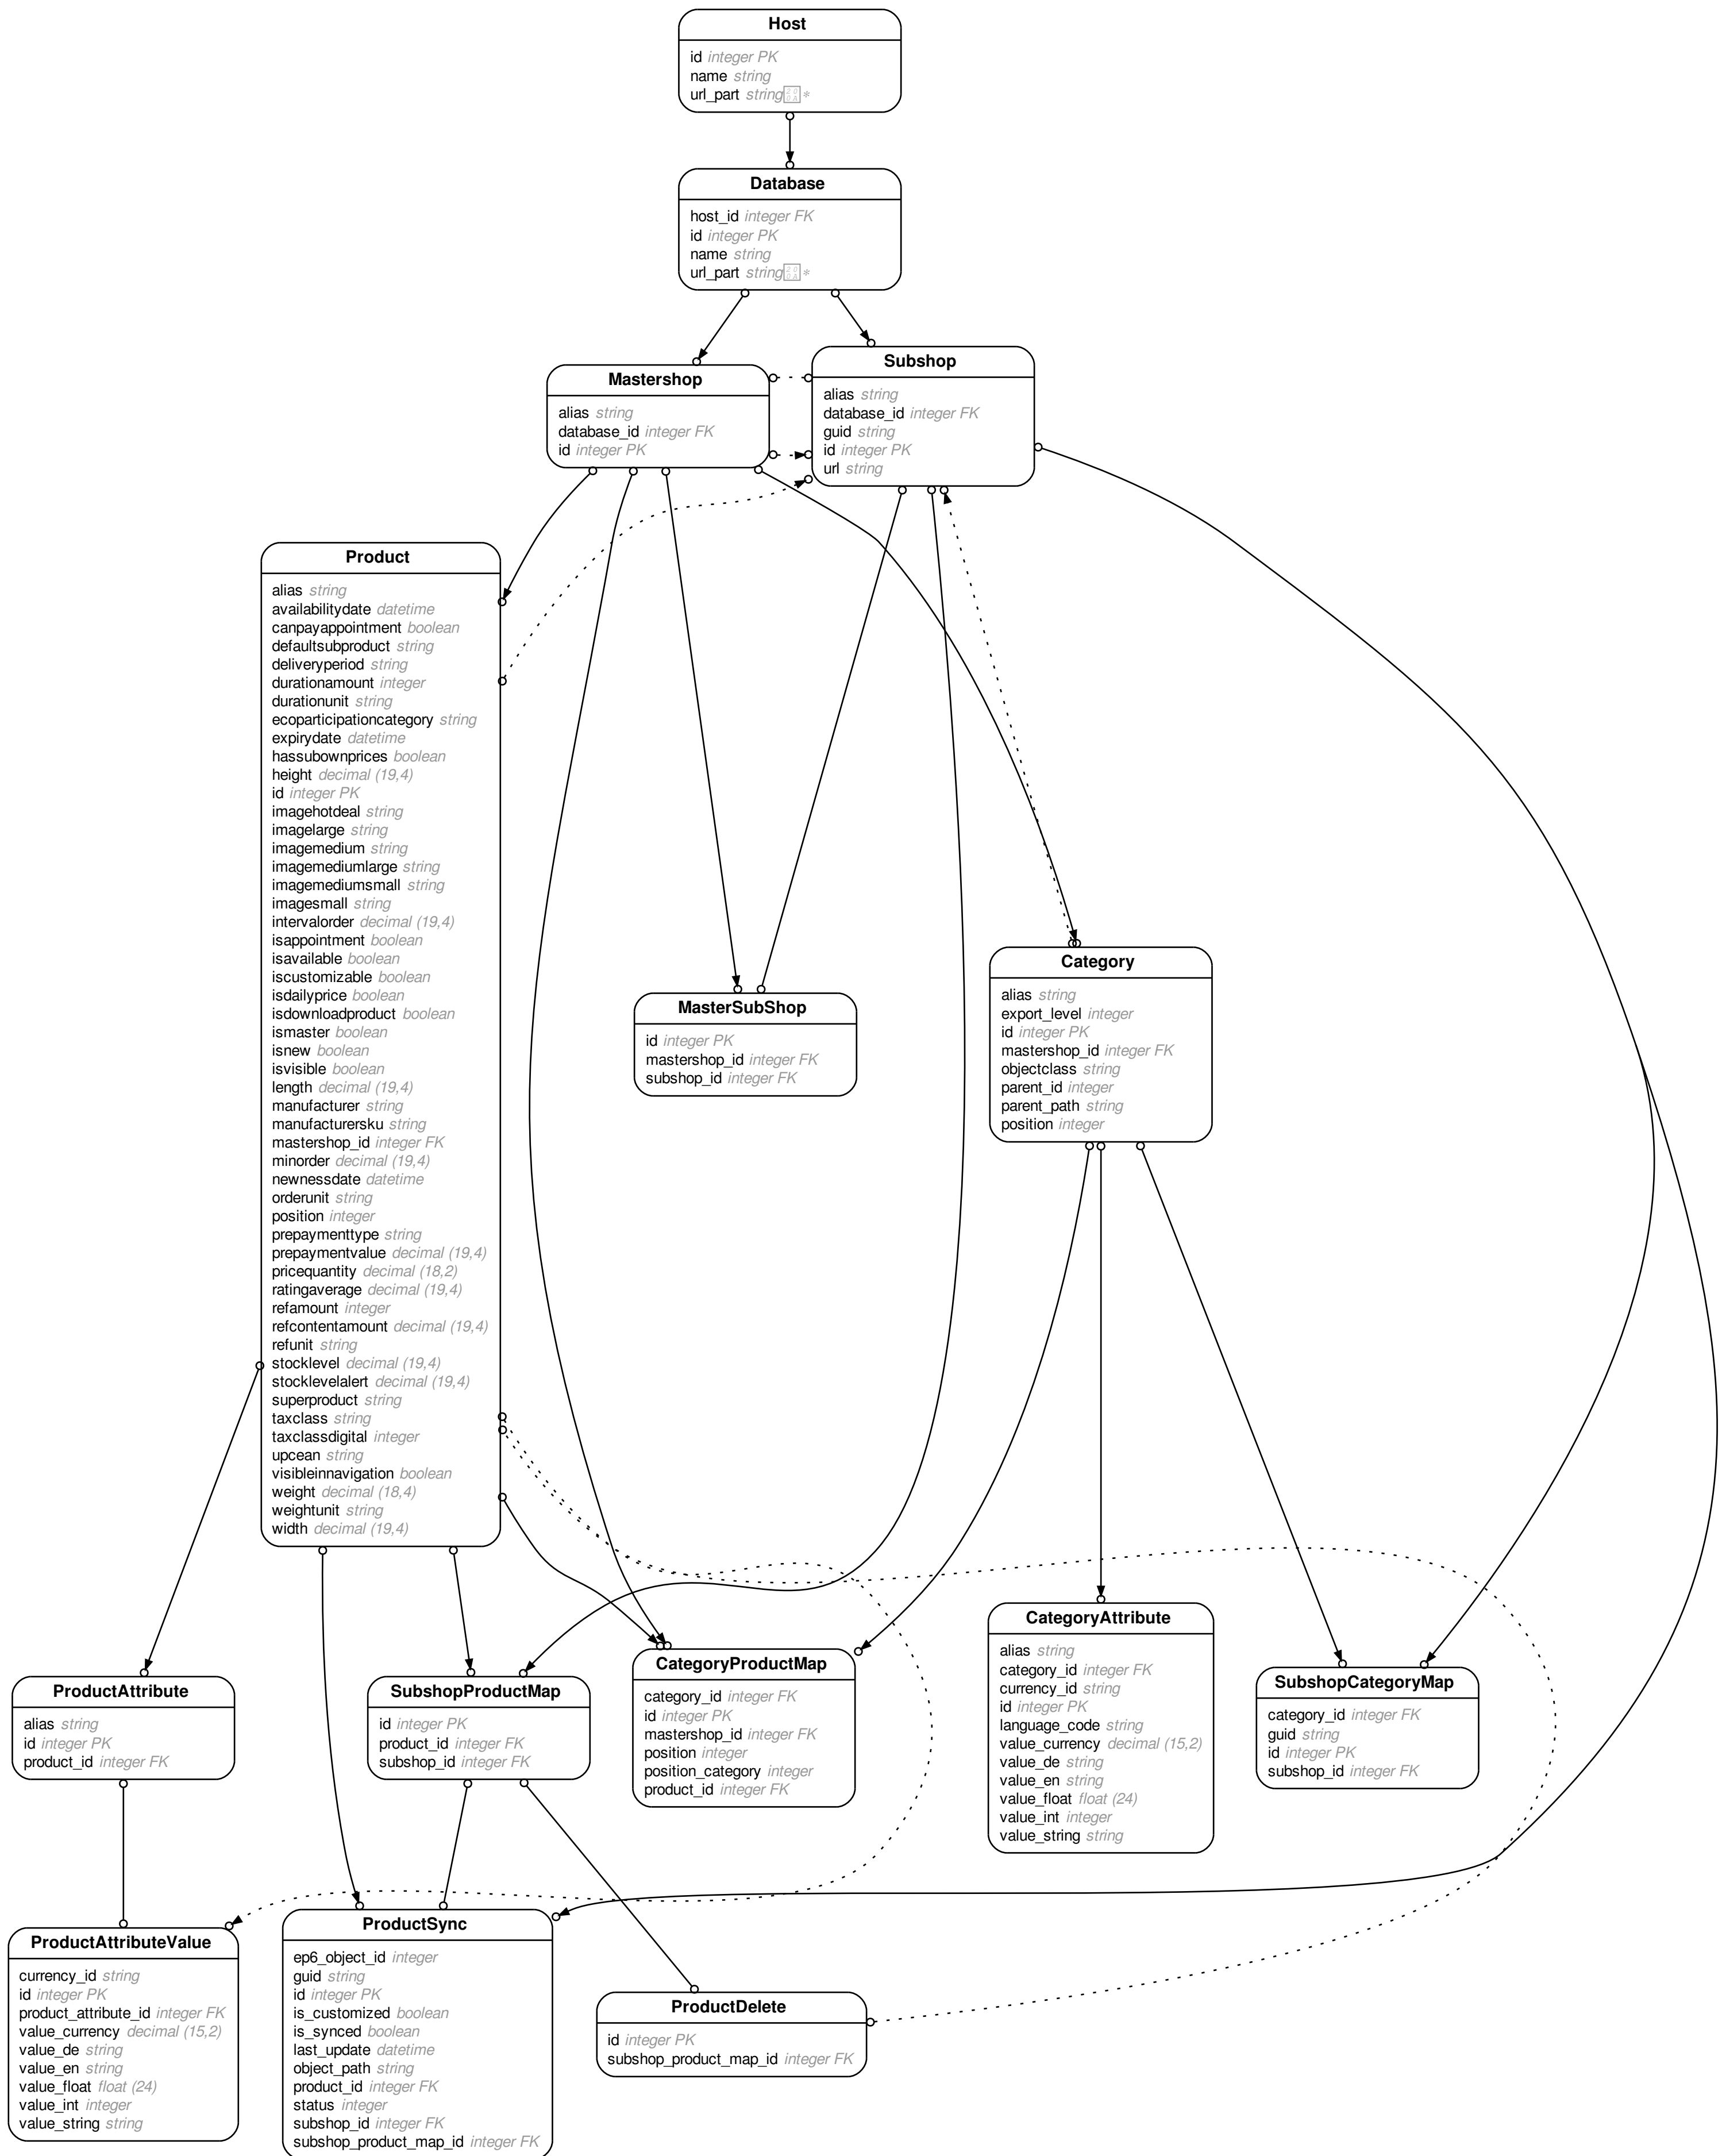 Host
id integer PK
name string
url_part string *
Database
host_id integer FK
id integer PK
name string
url_part string *
Mastershop
alias string
database_id integer FK
id integer PK
Subshop
alias string
database_id integer FK
guid string
id integer PK
url string
Product
alias string
availabilitydate datetime
canpayappointment boolean
defaultsubproduct string
deliveryperiod string
durationamount integer
durationunit string
ecoparticipationcategory string
expirydate datetime
hassubownprices boolean
height decimal (19,4)
id integer PK
imagehotdeal string
imagelarge string
imagemedium string
imagemediumlarge string
imagemediumsmall string
imagesmall string
intervalorder decimal (19,4)
isappointment boolean
isavailable boolean
iscustomizable boolean
isdailyprice boolean
isdownloadproduct boolean
ismaster boolean
isnew boolean
isvisible boolean
length decimal (19,4)
manufacturer string
manufacturersku string
mastershop_id integer FK
minorder decimal (19,4)
newnessdate datetime
orderunit string
position integer
prepaymenttype string
prepaymentvalue decimal (19,4)
pricequantity decimal (18,2)
ratingaverage decimal (19,4)
refamount integer
refcontentamount decimal (19,4)
refunit string
stocklevel decimal (19,4)
stocklevelalert decimal (19,4)
superproduct string
taxclass string
taxclassdigital integer
upcean string
visibleinnavigation boolean
weight decimal (18,4)
weightunit string
width decimal (19,4)
MasterSubShop
id integer PK
mastershop_id integer FK
subshop_id integer FK
Category
alias string
export_level integer
id integer PK
mastershop_id integer FK
objectclass string
parent_id integer
parent_path string
position integer
ProductAttribute
alias string
id integer PK
product_id integer FK
SubshopProductMap
id integer PK
product_id integer FK
subshop_id integer FK
CategoryProductMap
category_id integer FK
id integer PK
mastershop_id integer FK
position integer
position_category integer
product_id integer FK
CategoryAttribute
alias string
category_id integer FK
currency_id string
id integer PK
language_code string
value_currency decimal (15,2)
value_de string
value_en string
value_float float (24)
value_int integer
value_string string
SubshopCategoryMap
category_id integer FK
guid string
id integer PK
subshop_id integer FK
ProductAttributeValue
currency_id string
id integer PK
product_attribute_id integer FK
value_currency decimal (15,2)
value_de string
value_en string
value_float float (24)
value_int integer
value_string string
ProductSync
ep6_object_id integer
guid string
id integer PK
is_customized boolean
is_synced boolean
last_update datetime
object_path string
product_id integer FK
status integer
subshop_id integer FK
subshop_product_map_id integer FK
ProductDelete
id integer PK
subshop_product_map_id integer FK